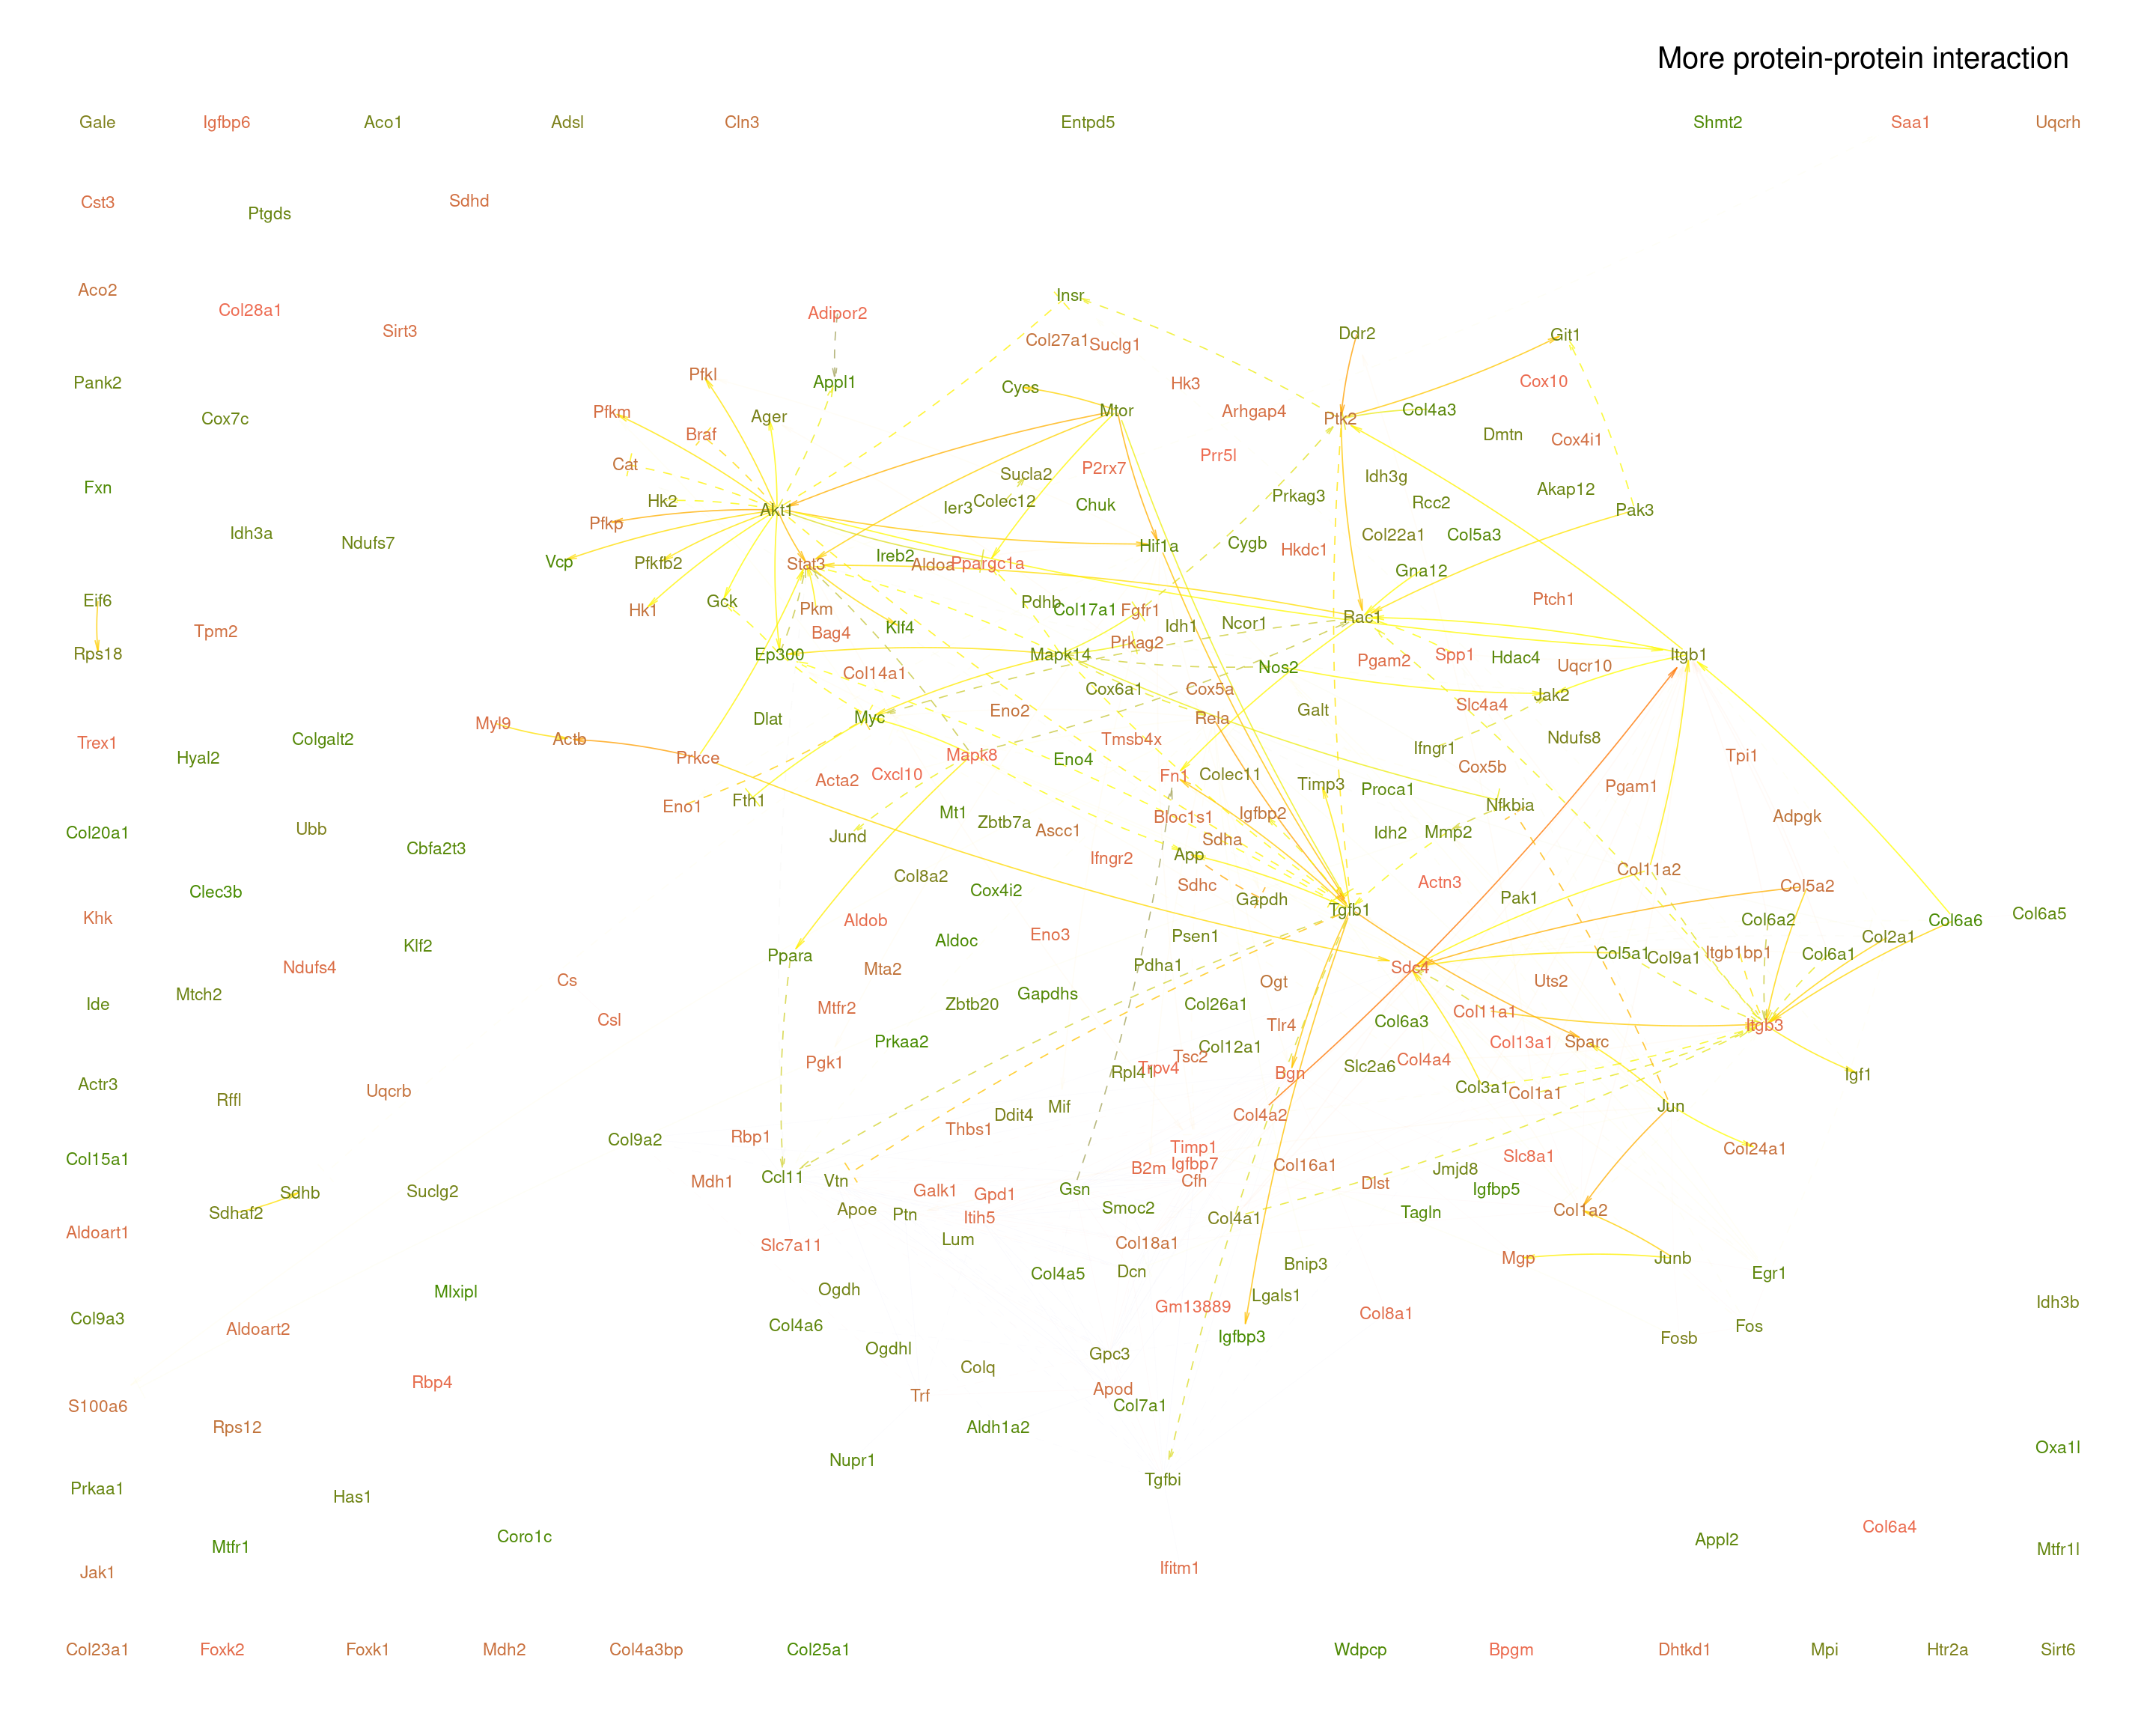 More protein-protein interaction
Gale
Igfbp6
Aco1
Adsl
Cln3
Entpd5
Shmt2
Saa1
Uqcrh
Cst3
Ptgds
Sdhd
Aco2
Col28a1
Sirt3
Adipor2
Insr
Col27a1
Suclg1
Ddr2
Git1
Pank2
Cox7c
Pfkl
Appl1
Cycs
Hk3
Cox10
Pfkm
Braf
Ager
Mtor
Arhgap4
Ptk2
Col4a3
Dmtn
Cox4i1
Cat
Sucla2
P2rx7
Prr5l
Idh3g
Fxn
Hk2
Akt1
Ier3
Colec12
Chuk
Prkag3
Rcc2
Akap12
Pak3
Idh3a
Ndufs7
Pfkp
Hif1a
Cygb
Hkdc1
Col22a1
Col5a3
Vcp
Pfkfb2
Stat3
Ireb2
Aldoa
Ppargc1a
Gna12
Eif6
Hk1
Gck
Pkm
Pdhb
Col17a1
Fgfr1
Idh1
Ncor1
Rac1
Ptch1
Tpm2
Bag4
Klf4
Prkag2
Rps18
Ep300
Mapk14
Nos2
Pgam2
Spp1
Hdac4
Uqcr10
Itgb1
Col14a1
Cox6a1
Cox5a
Jak2
Trex1
Hyal2
Colgalt2
Myl9
Actb
Dlat
Myc
Eno2
Rela
Galt
Slc4a4
Prkce
Mapk8
Tmsb4x
Ifngr1
Ndufs8
Acta2
Cxcl10
Eno4
Fn1
Colec11
Timp3
Proca1
Cox5b
Pgam1
Tpi1
Eno1
Fth1
Nfkbia
Adpgk
Col20a1
Ubb
Cbfa2t3
Jund
Mt1
Zbtb7a
Ascc1
Bloc1s1
Igfbp2
Sdha
Idh2
Mmp2
Clec3b
Col8a2
Cox4i2
Ifngr2
App
Sdhc
Gapdh
Tgfb1
Actn3
Pak1
Col11a2
Col5a2
Khk
Klf2
Aldob
Aldoc
Eno3
Psen1
Col6a2
Col2a1
Col6a6
Col6a5
Ndufs4
Cs
Ppara
Mta2
Pdha1
Sdc4
Col5a1
Col9a1
Itgb1bp1
Col6a1
Ide
Mtch2
Csl
Mtfr2
Zbtb20
Gapdhs
Ogt
Col26a1
Uts2
Prkaa2
Tlr4
Col6a3
Col11a1
Itgb3
Col12a1
Col13a1
Sparc
Actr3
Rffl
Uqcrb
Pgk1
Rpl41
Trpv4
Tsc2
Bgn
Slc2a6
Col4a4
Col3a1
Col1a1
Igf1
Ddit4
Mif
Col4a2
Jun
Col15a1
Col9a2
Rbp1
Thbs1
Timp1
Col24a1
Sdhaf2
Sdhb
Suclg2
Mdh1
Ccl11
Vtn
Galk1
Gpd1
Gsn
B2m
Igfbp7
Cfh
Col16a1
Dlst
Jmjd8
Slc8a1
Igfbp5
Aldoart1
Apoe
Ptn
Itih5
Smoc2
Col4a1
Tagln
Col1a2
Slc7a11
Lum
Col18a1
Mgp
Junb
Mlxipl
Ogdh
Col4a5
Dcn
Bnip3
Egr1
Col9a3
Aldoart2
Col4a6
Gm13889
Lgals1
Col8a1
Idh3b
Ogdhl
Igfbp3
Fosb
Fos
Rbp4
Colq
Gpc3
S100a6
Rps12
Trf
Apod
Col7a1
Aldh1a2
Oxa1l
Prkaa1
Has1
Nupr1
Tgfbi
Mtfr1
Coro1c
Col6a4
Appl2
Mtfr1l
Jak1
Ifitm1
Col23a1
Foxk2
Foxk1
Mdh2
Col4a3bp
Col25a1
Wdpcp
Bpgm
Dhtkd1
Mpi
Htr2a
Sirt6